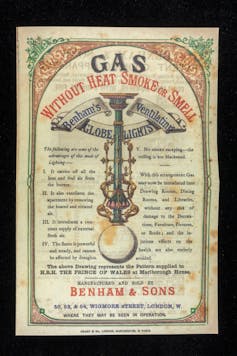 GAS
WITHOUT HEAT SMOKE OR SMELL
Benham's Ventilating
GLOBE LIGHTS
The following are some of the
advantages of this mode of
Lighting:—
I. It carries off all the
heat and foul air from
the burner.
II. It also ventilates the
apartment by removing
the heated and vitiated
air.
III. It introduces a constant
supply of external
fresh air.
IV. The flame is powerful
and steady, and cannot
be affected by draughts.
V. No smoke escaping—the
ceiling is not blackened.
With this arrangement Gas
may now be introduced into
Drawing Rooms, Dining
Rooms, and Libraries,
without any risk of
damage to the Decorations,
Furniture, Pictures,
or Books; and the injurious
effects to the
health are also entirely
avoided.
The above Drawing represents the Pattern supplied to
H.R.H. THE PRINCE OF WALES at Marlborough House.
MANUFACTURED AND SOLD BY
BENHAM & SONS
50, 52, & 54, WIGMORE STREET, LONDON, W.
WHERE THEY MAY BE SEEN IN OPERATION.